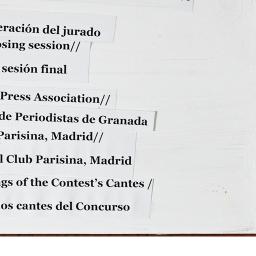 eración del jurado
osing session//
sesión final
Press Association//
de Periodistas de Granada
Parisina, Madrid//
l Club Parisina, Madrid
gs of the Contest's Cantes /
os cantes del Concurso